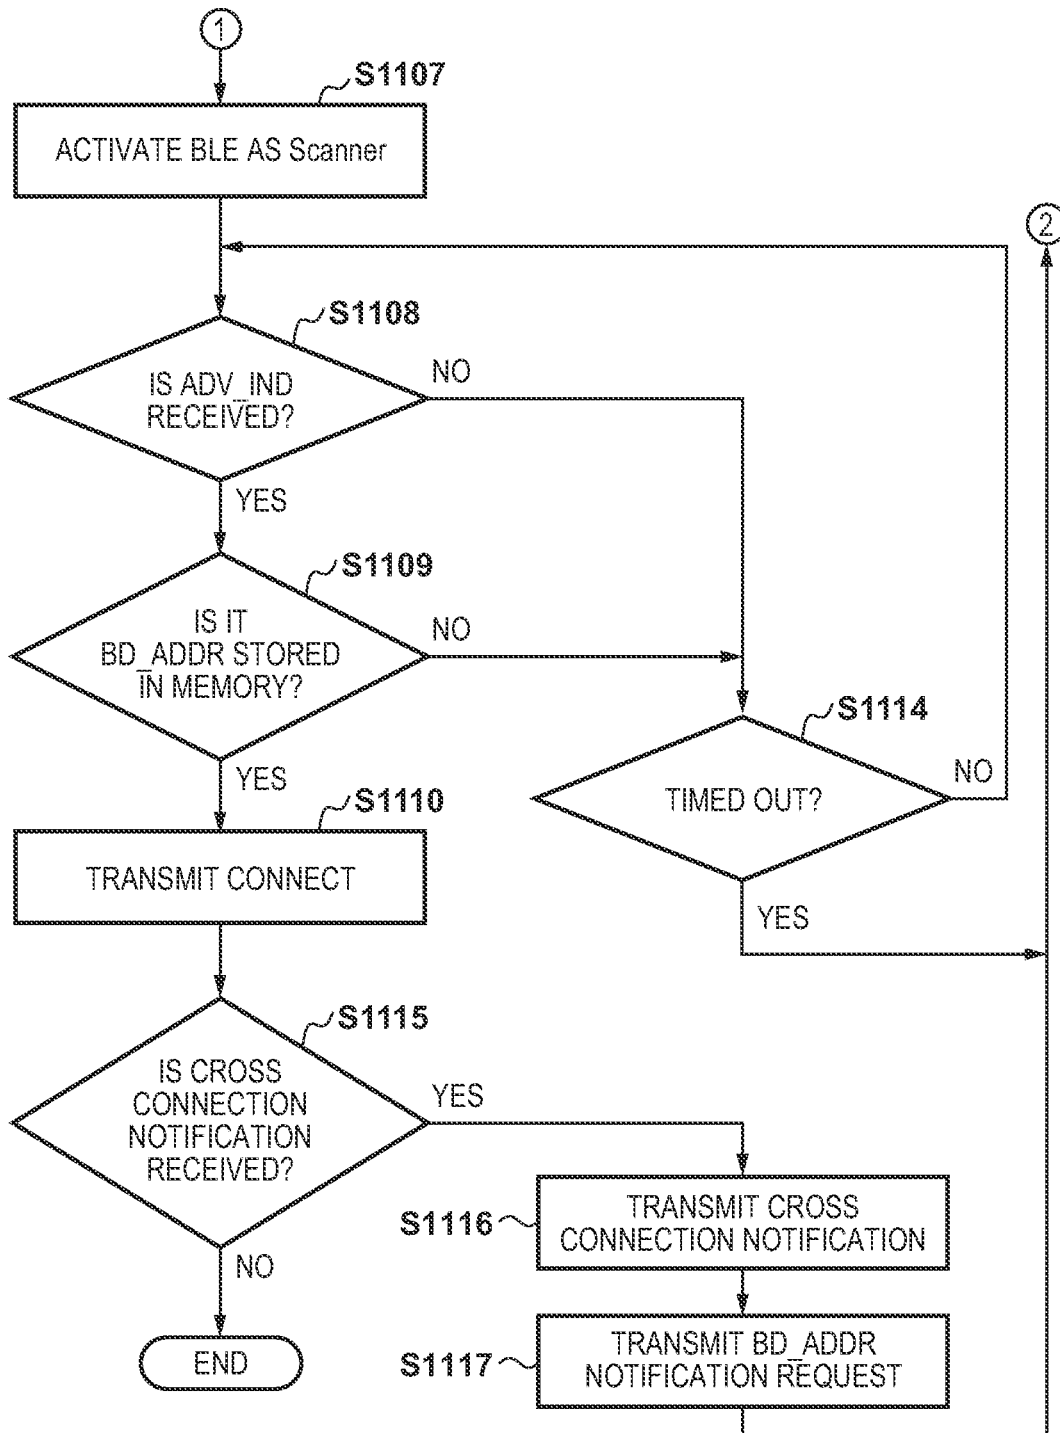 1
S1107
ACTIVATE BLE AS Scanner
2
S1108
IS ADV_IND
RECEIVED?
NO
YES
S1109
IS IT
BD_ADDR STORED
IN MEMORY?
NO
YES
S1114
TIMED OUT?
NO
YES
S1110
TRANSMIT CONNECT
S1115
IS CROSS
CONNECTION
NOTIFICATION
RECEIVED?
YES
NO
S1116
TRANSMIT CROSS
CONNECTION NOTIFICATION
END
S1117
TRANSMIT BD_ADDR
NOTIFICATION REQUEST